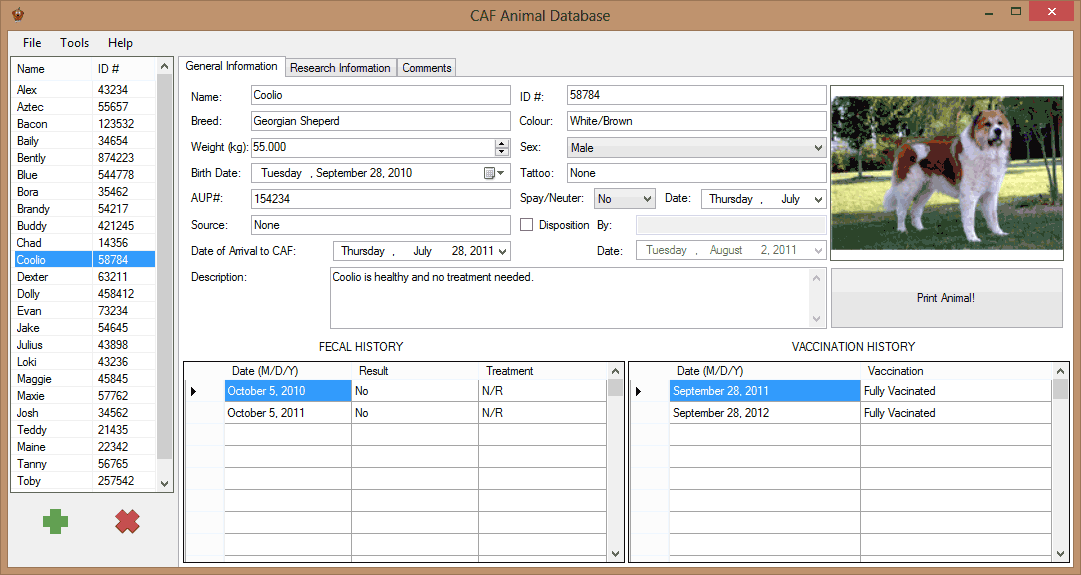 CAF Animal Database
File Tools Help
Name ID #
Alex 43234
Aztec 55657
Bacon 123532
Baily 34654
Bently 874223
Blue 544778
Bora 35462
Brandy 54217
Buddy 421245
Chad 14356
Coolio 58784
Dexter 63211
Dolly 458412
Evan 73234
Jake 54645
Julius 43898
Loki 43236
Maggie 45845
Maxie 57762
Josh 34562
Teddy 21435
Maine 22342
Tanny 56765
Toby 257542
General Information Research Information Comments
Name: Coolio ID #: 58784
Breed: Georgian Sheperd Colour: White/Brown
Weight (kg): 55.000 Sex: Male
Birth Date: Tuesday , September 28, 2010 Tattoo: None
AUP#: 154234 Spay/Neuter: No Date: Thursday , July
Source: None Disposition By:
Date of Arrival to CAF: Thursday , July 28, 2011 Date: Tuesday , August 2, 2011
Description: Coolio is healthy and no treatment needed.
Print Animal!
FECAL HISTORY
Date (M/D/Y) Result Treatment
October 5, 2010 No N/R
October 5, 2011 No N/R
VACCINATION HISTORY
Date (M/D/Y) Vaccination
September 28, 2011 Fully Vacinated
September 28, 2012 Fully Vacinated